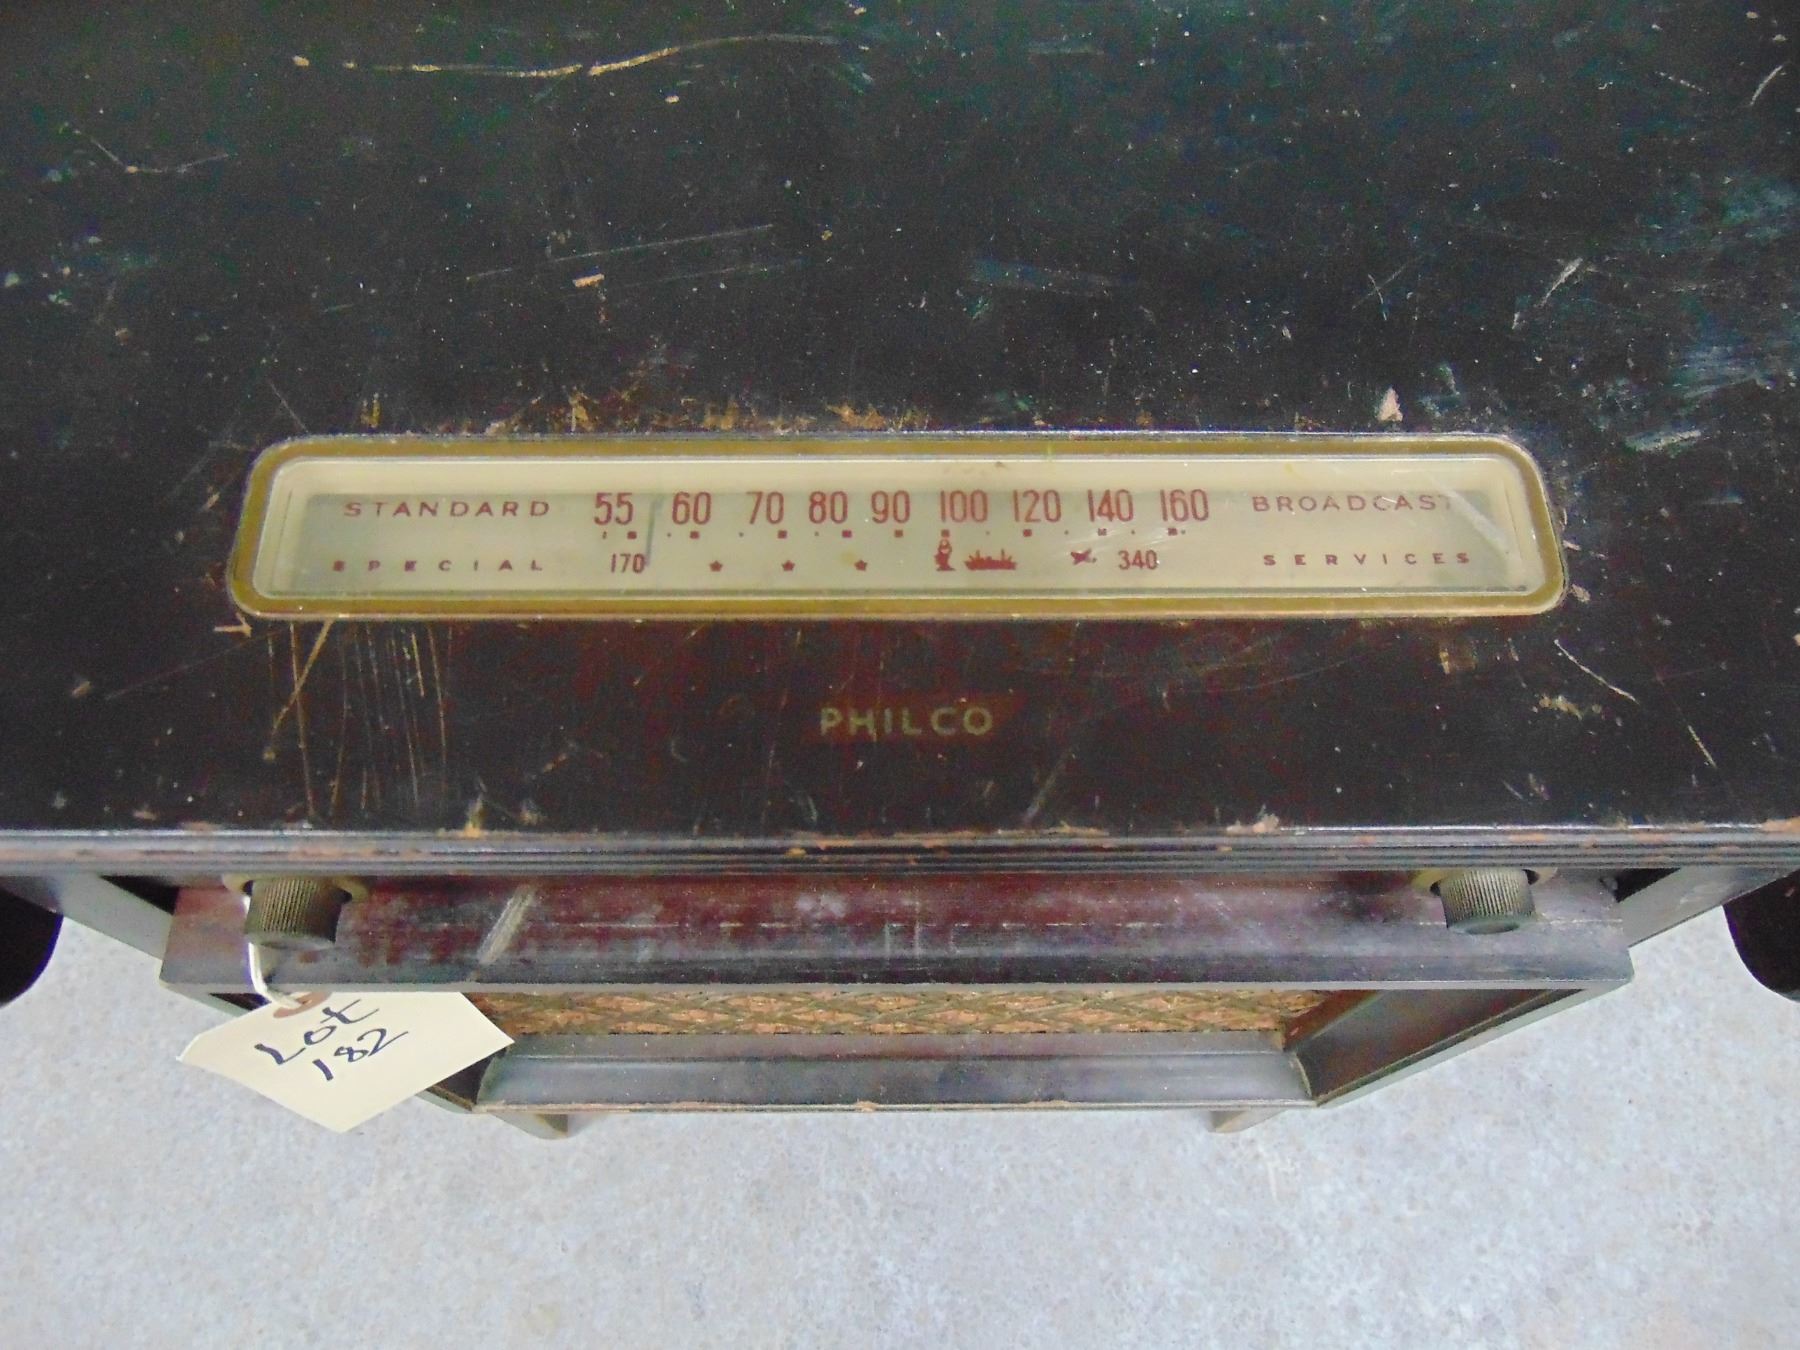 STANDARD 55 60 70 80 90 100 120 140 160 BROADCAST
SPECIAL 170 340 SERVICES
PHILCO
Lot
182